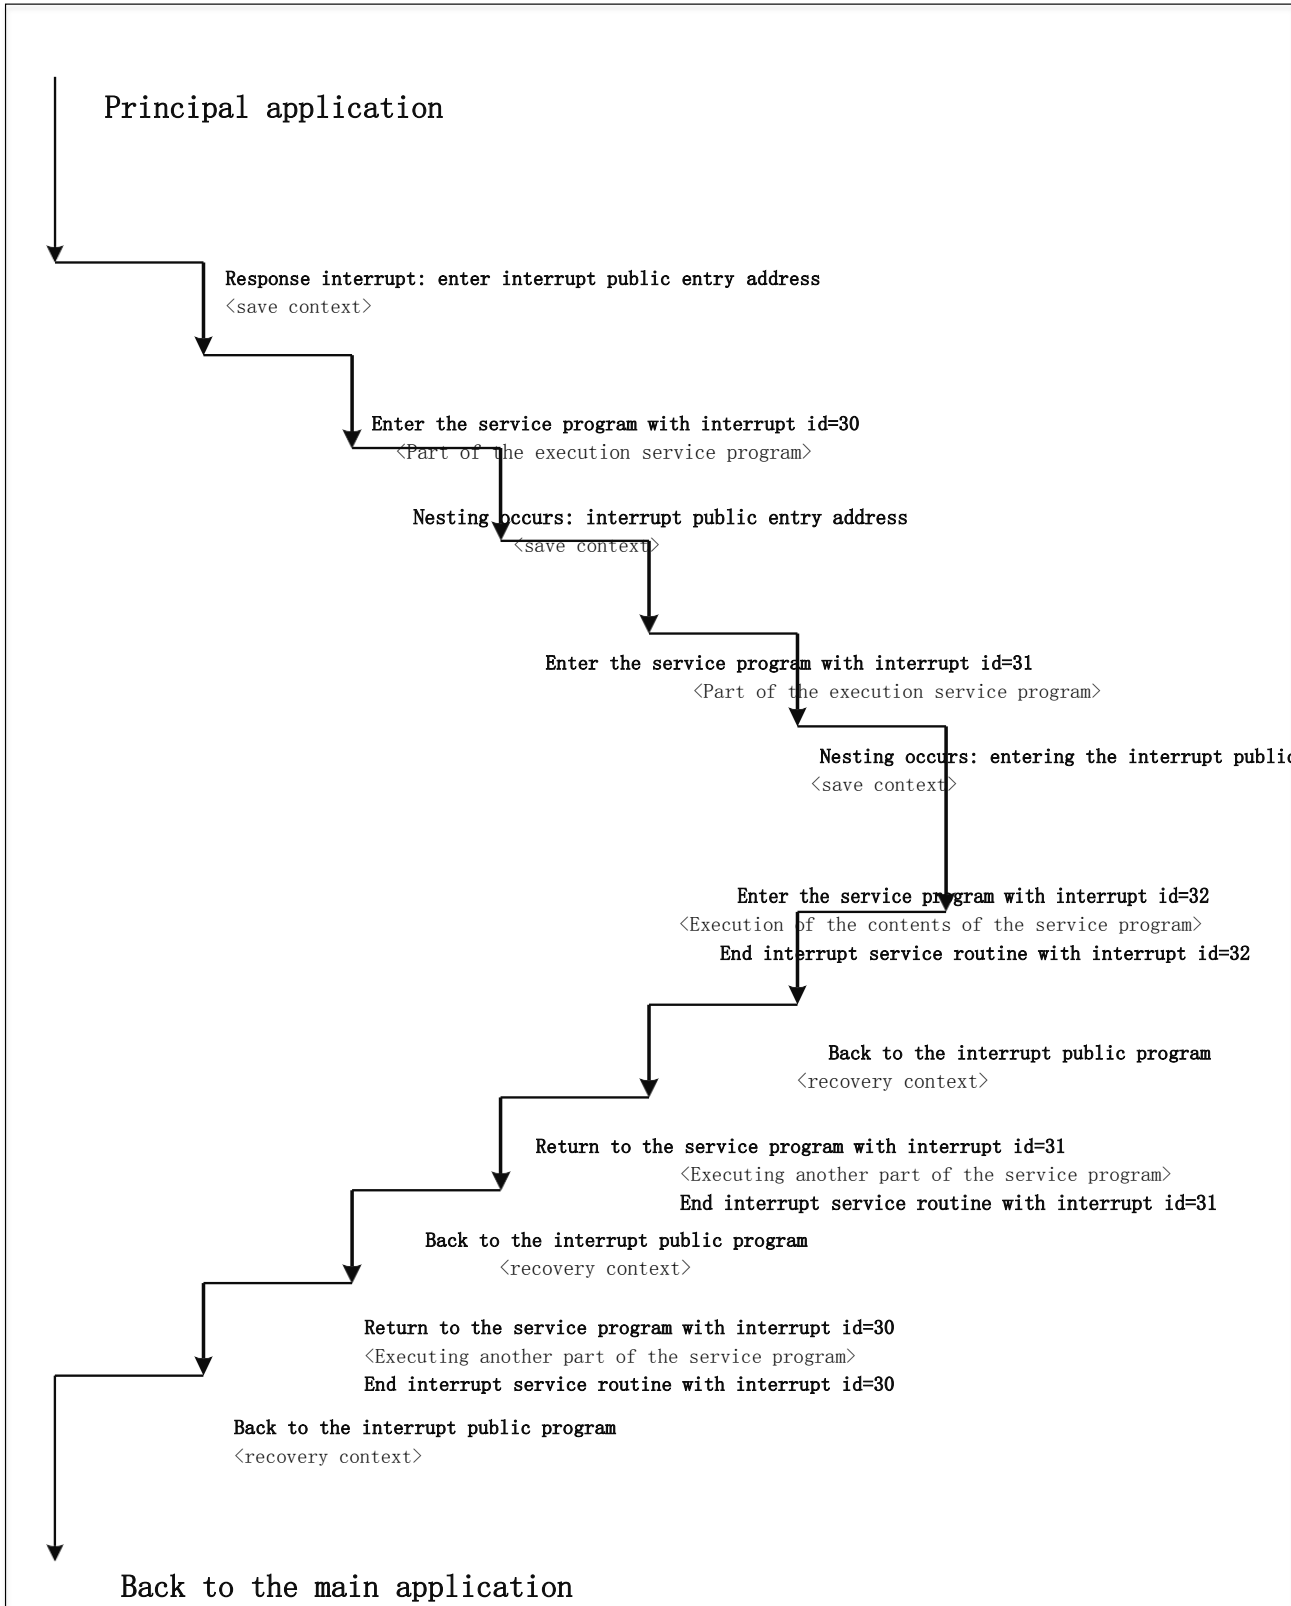 Principal application
Response interrupt: enter interrupt public entry address
<save context>
Enter the service program with interrupt id=30
<Part of the execution service program>
Nesting occurs: interrupt public entry address
<save context>
Enter the service program with interrupt id=31
<Part of the execution service program>
Nesting occurs: entering the interrupt public
<save context>
Enter the service program with interrupt id=32
<Execution of the contents of the service program>
End interrupt service routine with interrupt id=32
Back to the interrupt public program
<recovery context>
Return to the service program with interrupt id=31
<Executing another part of the service program>
End interrupt service routine with interrupt id=31
Back to the interrupt public program
<recovery context>
Return to the service program with interrupt id=30
<Executing another part of the service program>
End interrupt service routine with interrupt id=30
Back to the interrupt public program
<recovery context>
Back to the main application